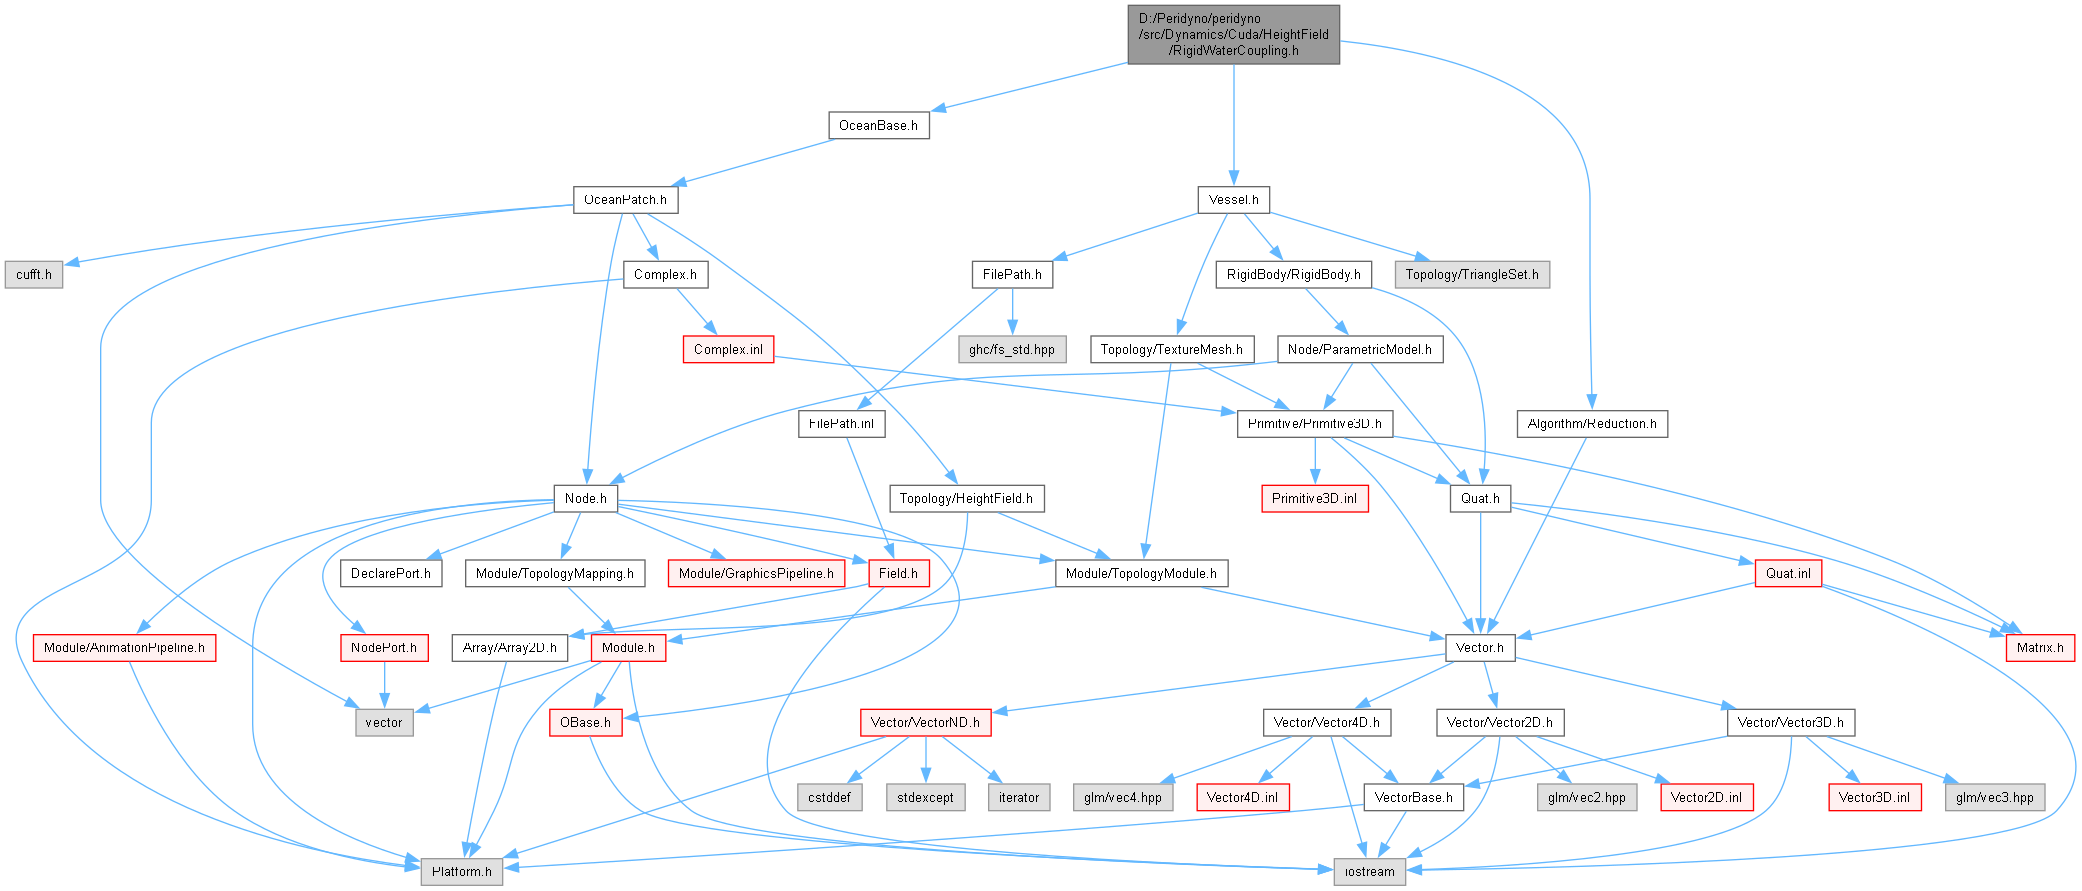 D:/Peridyno/peridyno
/src/Dynamics/Cuda/HeightField
/RigidWaterCoupling.h
OceanBase.h
OceanPatch.h
Vessel.h
cufft.h
Complex.h
FilePath.h
RigidBody/RigidBody.h
Topology/TriangleSet.h
Complex.inl
ghc/fs_std.hpp
Topology/TextureMesh.h
Node/ParametricModel.h
FilePath.inl
Primitive/Primitive3D.h
Algorithm/Reduction.h
Node.h
Topology/HeightField.h
Primitive3D.inl
Quat.h
DeclarePort.h
Module/TopologyMapping.h
Module/GraphicsPipeline.h
Field.h
Module/TopologyModule.h
Quat.inl
Module/AnimationPipeline.h
NodePort.h
Array/Array2D.h
Module.h
Vector.h
Matrix.h
vector
OBase.h
Vector/VectorND.h
Vector/Vector4D.h
Vector/Vector2D.h
Vector/Vector3D.h
cstddef
stdexcept
iterator
glm/vec4.hpp
Vector4D.inl
VectorBase.h
glm/vec2.hpp
Vector2D.inl
Vector3D.inl
glm/vec3.hpp
Platform.h
iostream